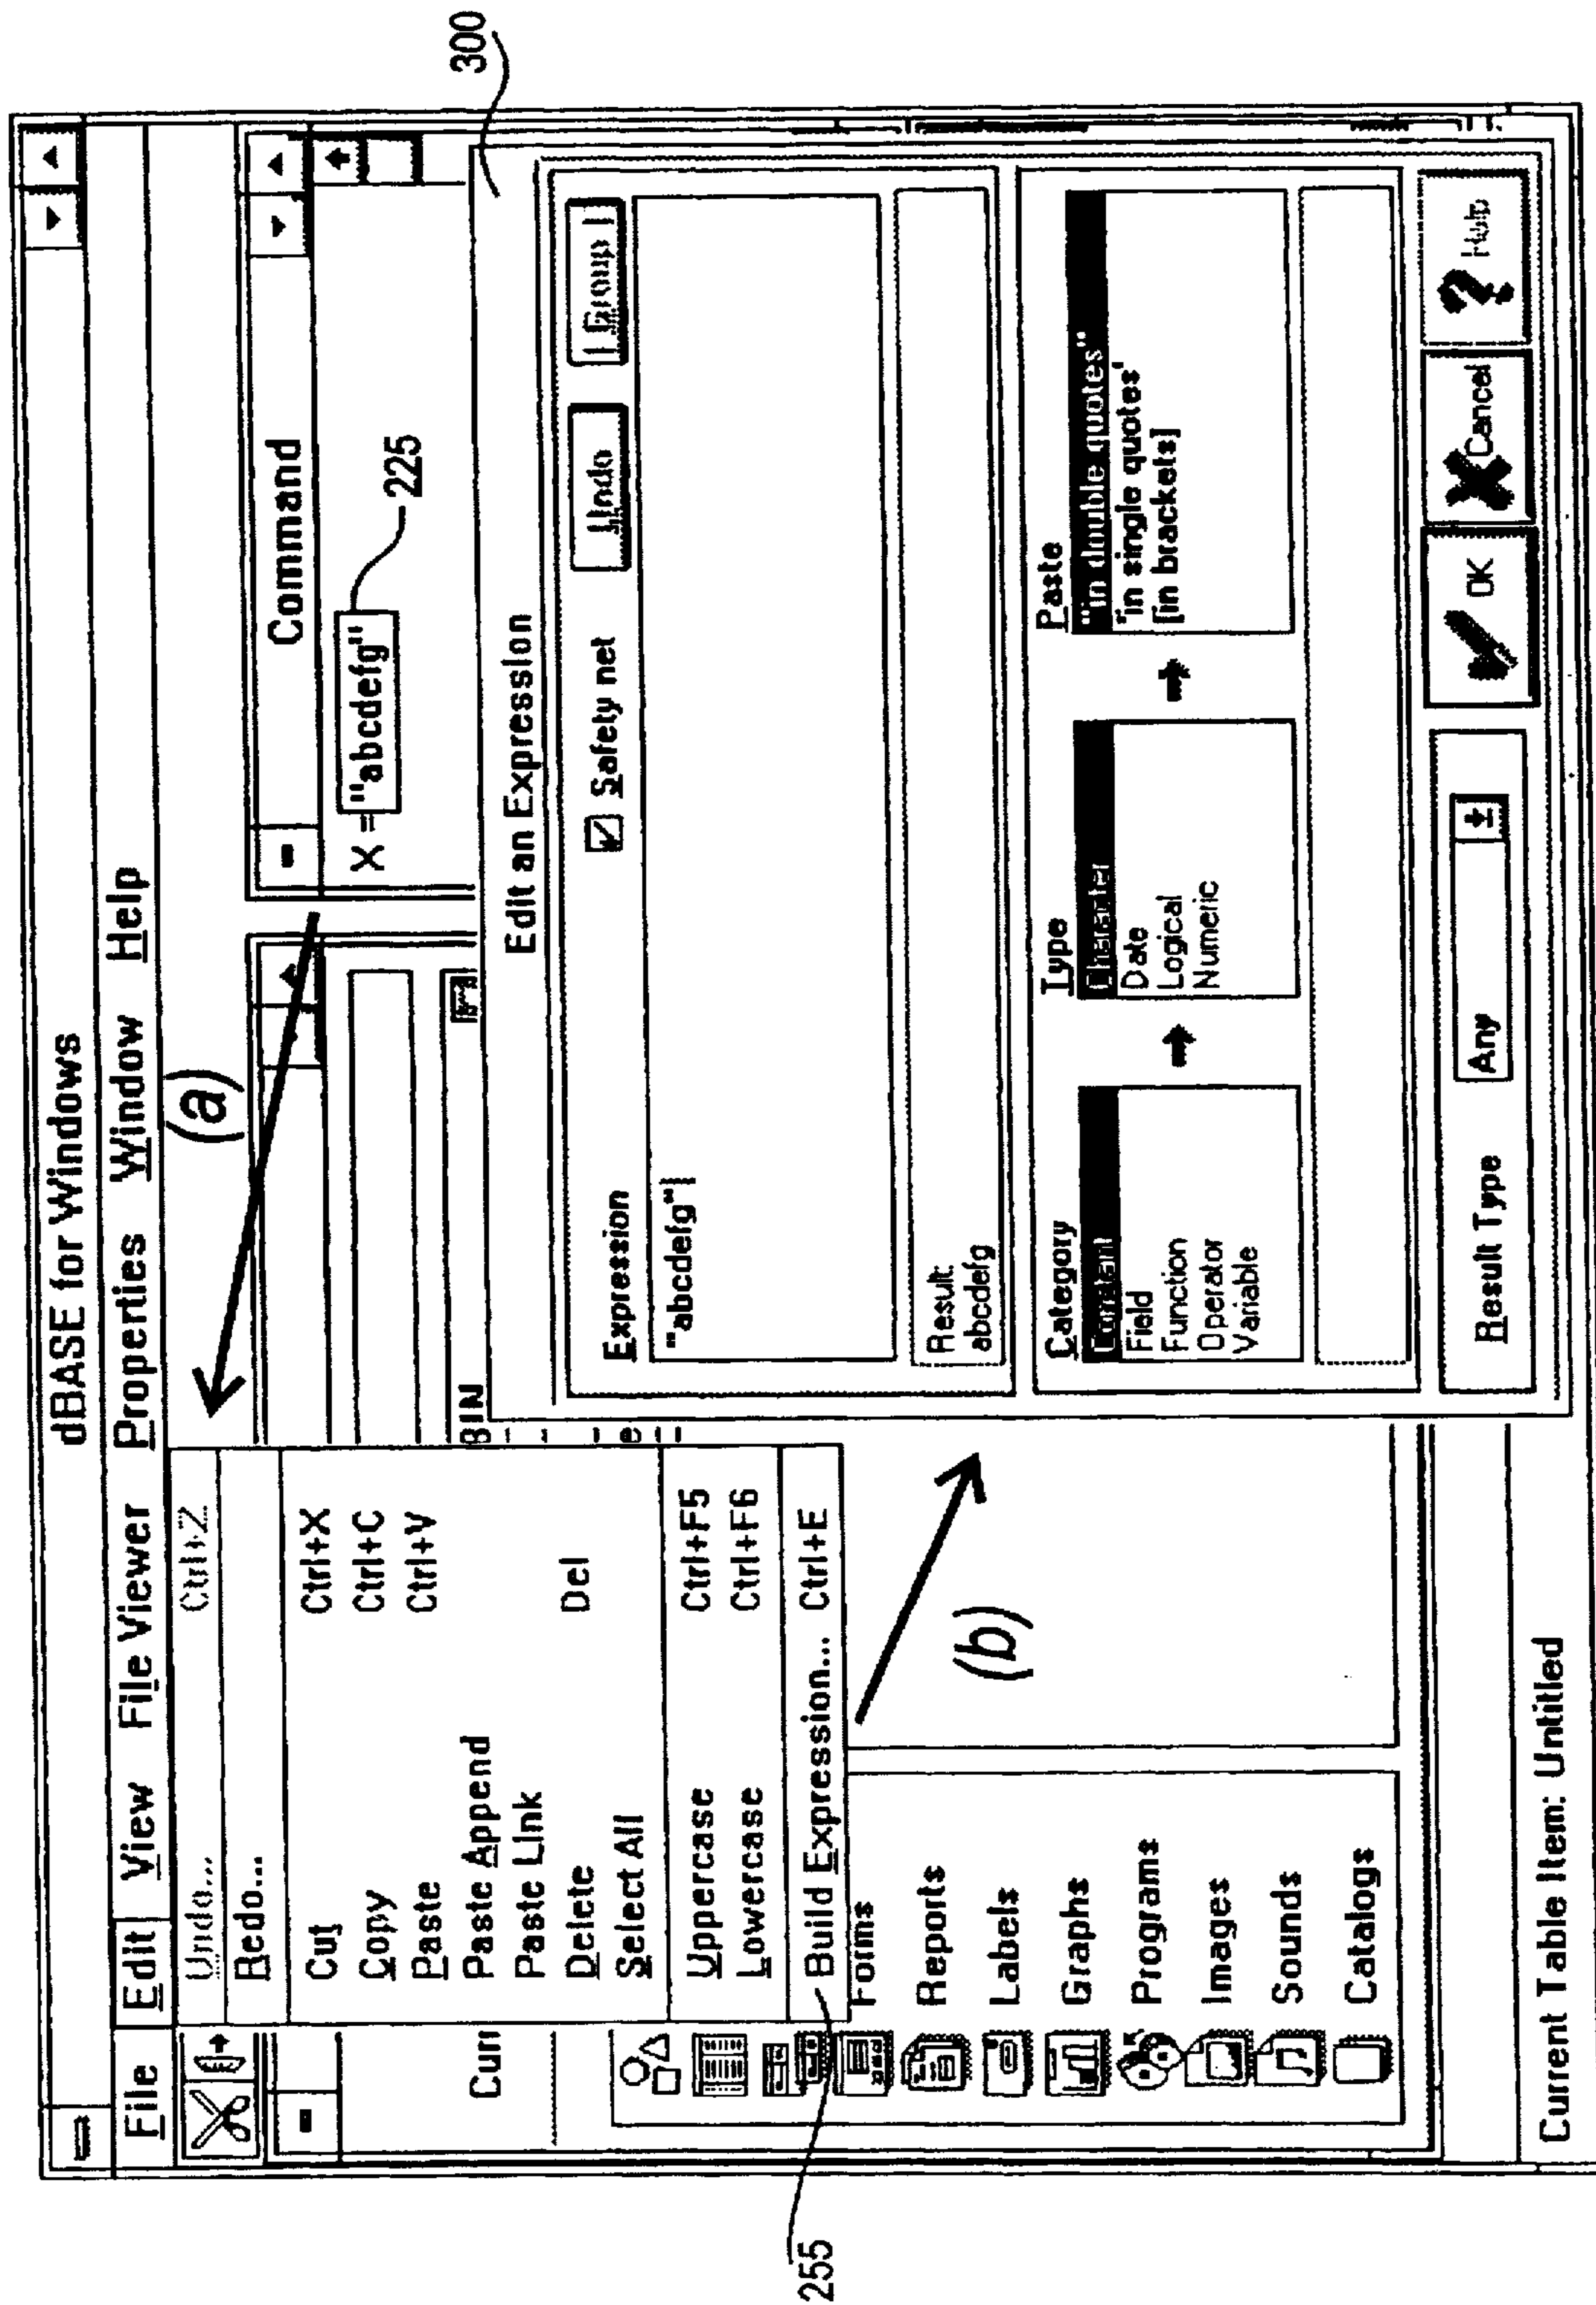 dBASE for Windows
File Edit View File Viewer Properties Window Help
(a)
Undo... Ctrl+Z
Redo...
Cut Ctrl+X
Copy Ctrl+C
Paste Ctrl+V
Paste Append
Paste Link
Delete Del
Select All
Uppercase Ctrl+F5
Lowercase Ctrl+F6
Build Expression... Ctrl+E
255
(b)
Curr
BIN
Forms
Reports
Labels
Graphs
Programs
Images
Sounds
Catalogs
Command
X = "abcdefg"
225
300
Edit an Expression
Expression
Safety net
Undo
Group
"abcdefg"
Result:
abcdefg
Category
Field
Function
Operator
Variable
Type
Character
Date
Logical
Numeric
Paste
"in double quotes"
'in single quotes'
[in brackets]
Result Type Any
OK
Cancel
Help
Current Table Item: Untitled